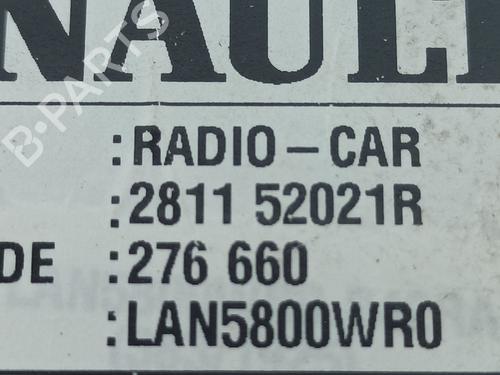 NAUL
:RADIO-CAR
:2811 52021R
DE :276 660
:LAN5800WR0
B-PARTS